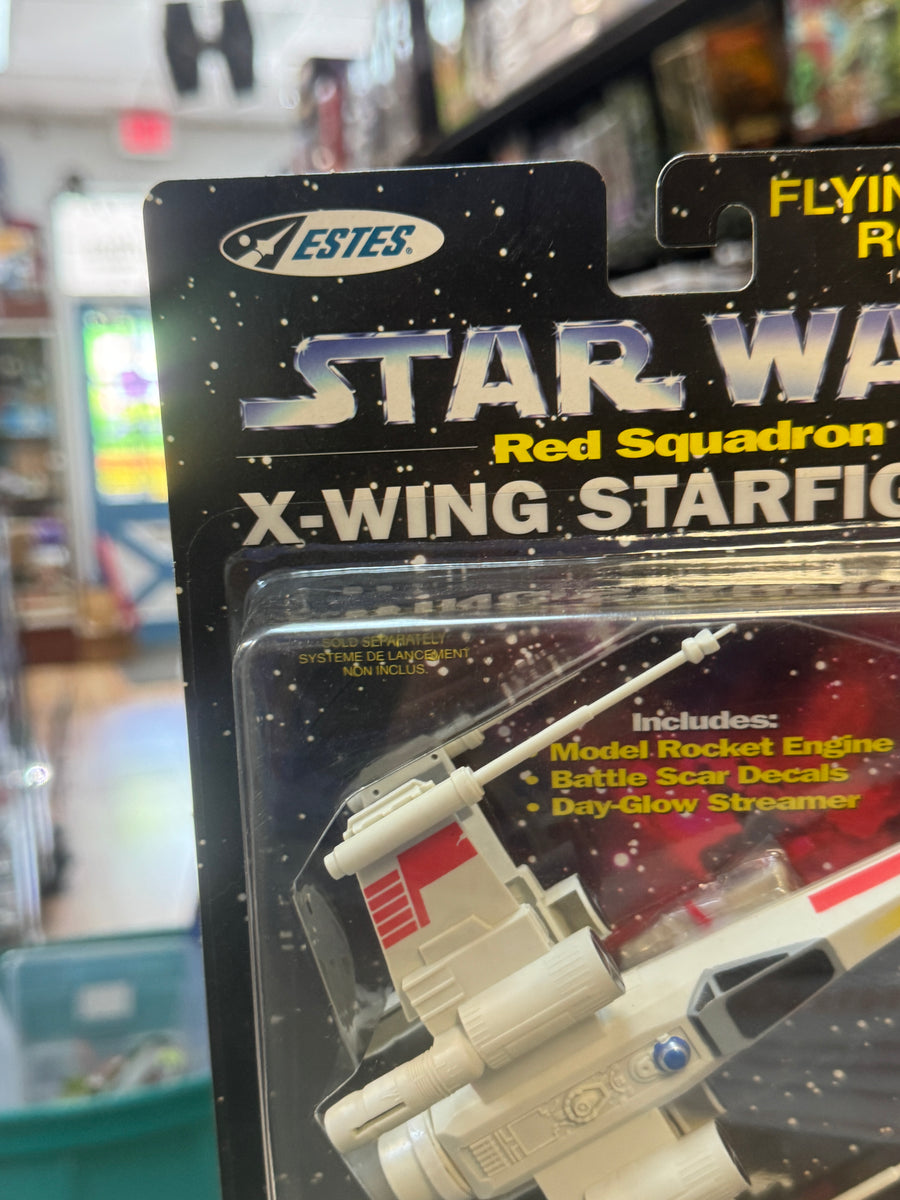 ESTES®
FLYIN
R
STAR WA
Red Squadron
X-WING STARFIG
SOLD SEPARATELY
SYSTEME DE LANCEMENT
NON INCLUS.
Includes:
Model Rocket Engine
• Battle Scar Decals
• Day-Glow Streamer